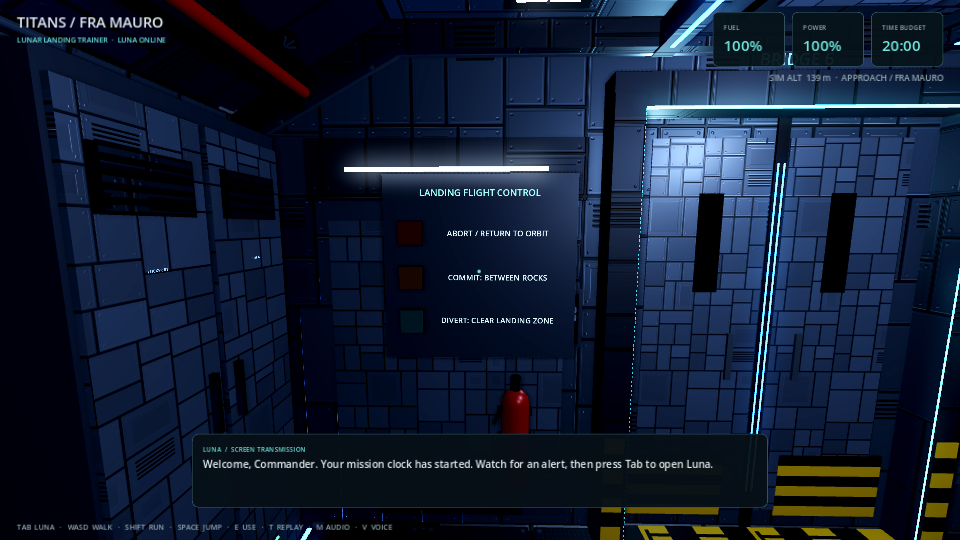 TITANS / FRA MAURO
LUNAR LANDING TRAINER · LUNA ONLINE
FUEL
100%
POWER
100%
TIME BUDGET
20:00
SIM ALT 139 m · APPROACH / FRA MAURO
LANDING FLIGHT CONTROL
ABORT / RETURN TO ORBIT
COMMIT: BETWEEN ROCKS
DIVERT: CLEAR LANDING ZONE
LUNA / SCREEN TRANSMISSION
Welcome, Commander. Your mission clock has started. Watch for an alert, then press Tab to open Luna.
TAB LUNA · WASD WALK · SHIFT RUN · SPACE JUMP · E USE · T REPLAY · M AUDIO · V VOICE